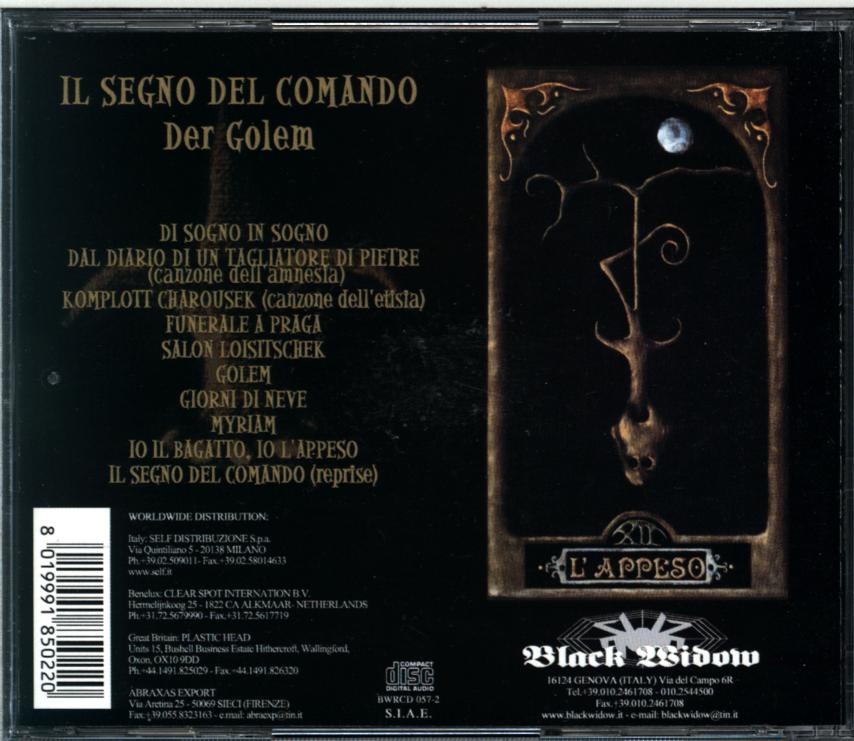 IL SEGNO DEL COMANDO
Der Golem
DI SOGNO IN SOGNO
DAL DIARIO DI UN TAGLIATORE DI PIETRE
(canzone dell'amnesia)
KOMPLOTT CHAROUSEK (canzone dell'etisia)
FUNERALE A PRAGA
SALON LOISITSCHEK
GOLEM
GIORNI DI NEVE
MYRIAM
IO IL BAGATTO, IO L'APPESO
IL SEGNO DEL COMANDO (reprise)
WORLDWIDE DISTRIBUTION:
Italy: SELF DISTRIBUZIONE S.p.a.
Via Quintiliano 5 - 20138 MILANO
Ph.+39.02.509011- Fax.+39.02.58014633
www.self.it
Benelux: CLEAR SPOT INTERNATION B.V.
Hermelijnkoog 25 - 1822 CA ALKMAAR- NETHERLANDS
Ph.+31.72.5679990 - Fax.+31.72.5617719
Great Britain: PLASTIC HEAD
Units 15, Bushell Business Estate Hithercroft, Wallingford,
Oxon, OX10 9DD
Ph.+44.1491.825029 - Fax.+44.1491.826320
ABRAXAS EXPORT
Via Aretina 25 - 50069 SIECI (FIRENZE)
Fax.+39.055.8323163 - e.mail: abraexp@tin.it
8 019991 850220
COMPACT
disc
DIGITAL AUDIO
BWRCD 057-2
S.I.A.E.
XII
L'APPESO
Black Widow
16124 GENOVA (ITALY) Via del Campo 6R
Tel.+39.010.2461708 - 010.2544500
Fax.+39.010.2461708
www.blackwidow.it - e-mail: blackwidow@tin.it